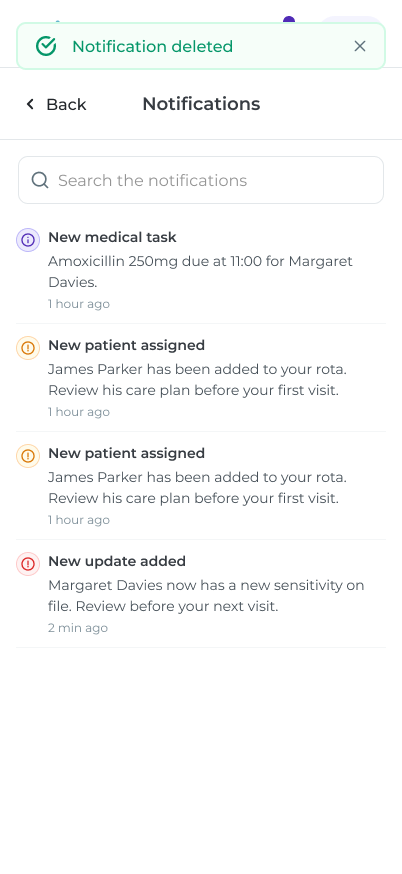 Notification deleted
Back
Notifications
Search the notifications
New medical task
Amoxicillin 250mg due at 11:00 for Margaret
Davies.
1 hour ago
New patient assigned
James Parker has been added to your rota.
Review his care plan before your first visit.
1 hour ago
New patient assigned
James Parker has been added to your rota.
Review his care plan before your first visit.
1 hour ago
New update added
Margaret Davies now has a new sensitivity on
file. Review before your next visit.
2 min ago